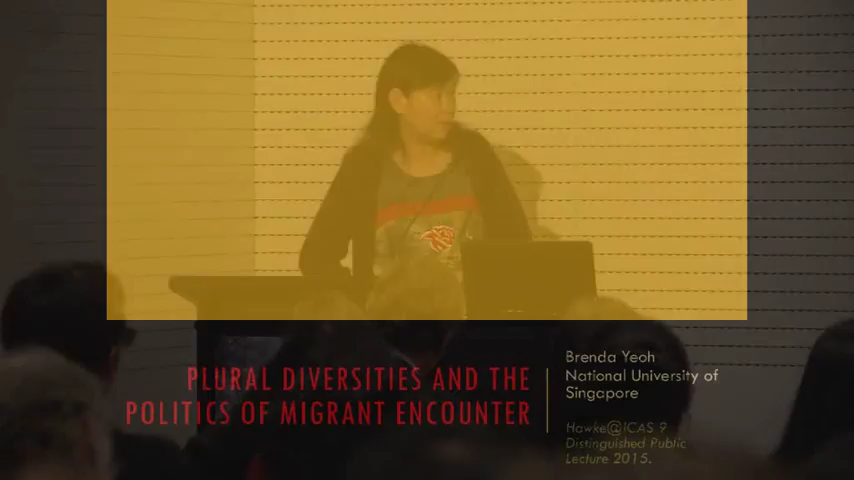 PLURAL DIVERSITIES AND THE
POLITICS OF MIGRANT ENCOUNTER
Brenda Yeoh
National University of
Singapore
Hawke@ICAS 9
Distinguished Public
Lecture 2015.